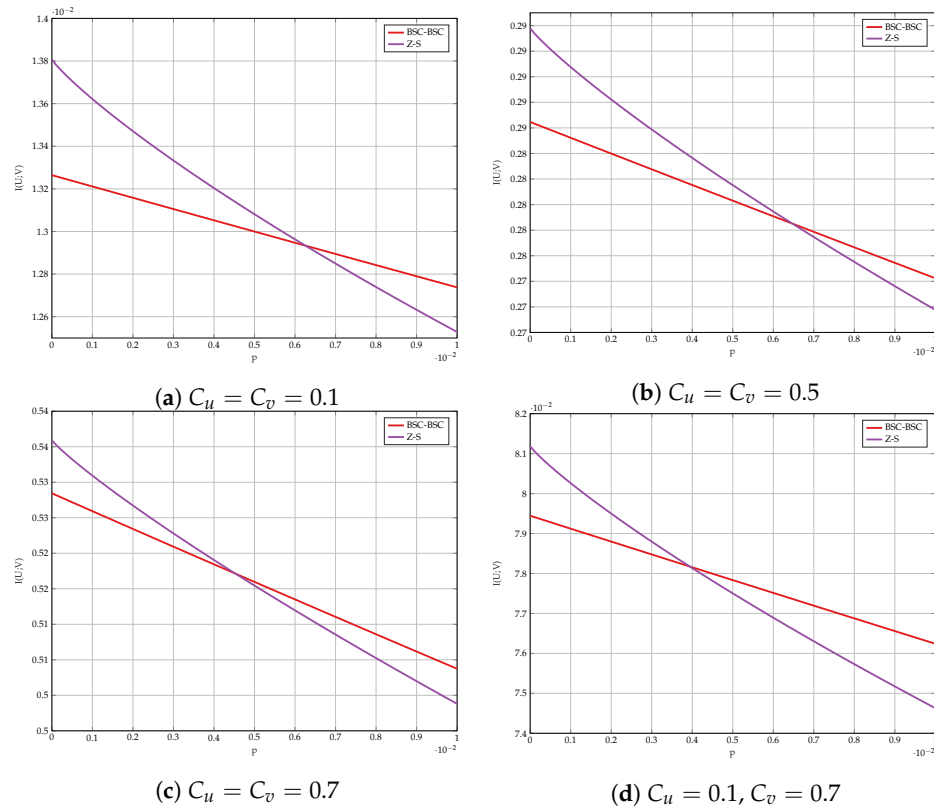 ·10⁻²
1.4
1.38
1.36
1.34
1.32
1.3
1.28
1.26
I(U;V)
0 0.1 0.2 0.3 0.4 0.5 0.6 0.7 0.8 0.9 1
·10⁻²
P
BSC-BSC
Z-S
(a) Cᵤ = Cᵥ = 0.1
0.29
0.29
0.29
0.29
0.28
0.28
0.28
0.27
0.27
0.27
I(U;V)
0 0.1 0.2 0.3 0.4 0.5 0.6 0.7 0.8 0.9 1
·10⁻²
P
BSC-BSC
Z-S
(b) Cᵤ = Cᵥ = 0.5
0.54
0.54
0.53
0.53
0.52
0.52
0.51
0.51
0.5
0.5
I(U;V)
0 0.1 0.2 0.3 0.4 0.5 0.6 0.7 0.8 0.9 1
·10⁻²
P
BSC-BSC
Z-S
(c) Cᵤ = Cᵥ = 0.7
·10⁻²
8.2
8.1
8
7.9
7.8
7.7
7.6
7.5
7.4
I(U;V)
0 0.1 0.2 0.3 0.4 0.5 0.6 0.7 0.8 0.9 1
·10⁻²
P
BSC-BSC
Z-S
(d) Cᵤ = 0.1, Cᵥ = 0.7